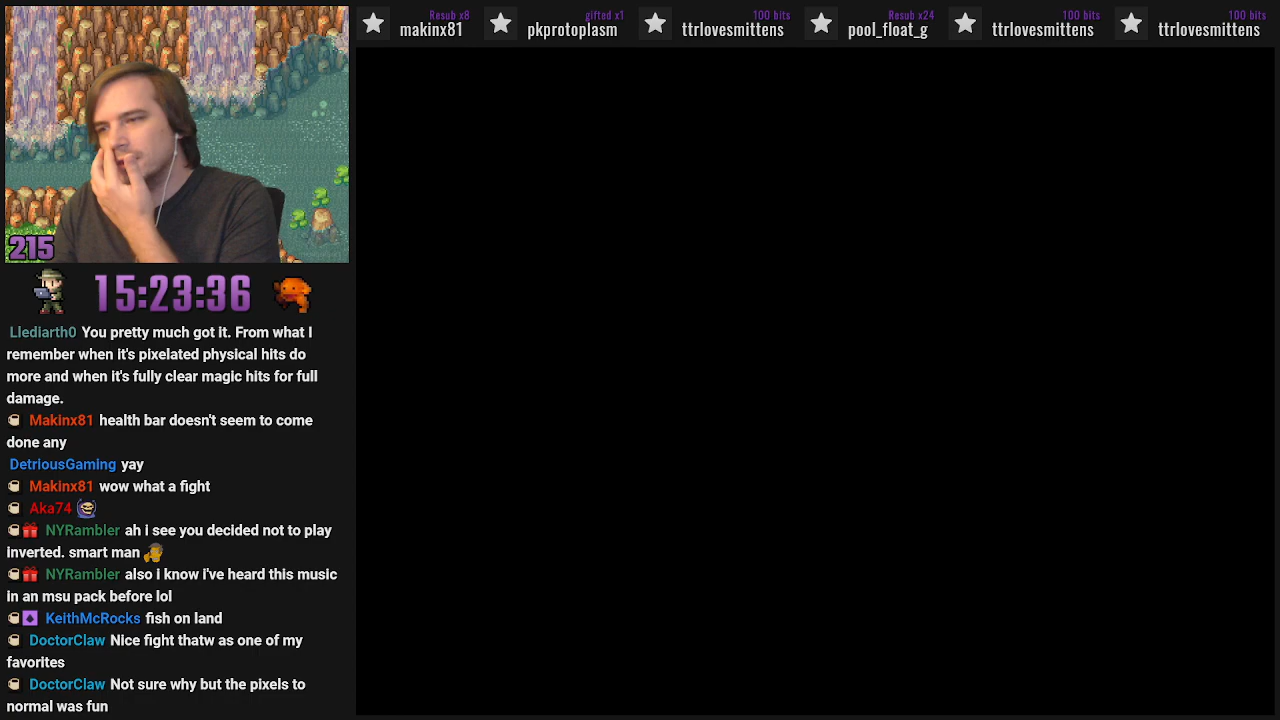 Resub x8
makinx81
gifted x1
pkprotoplasm
100 bits
ttrlovesmittens
Resub x24
pool_float_g
100 bits
ttrlovesmittens
100 bits
ttrlovesmittens
215
15:23:36
Llediarth0 You pretty much got it. From what I
remember when it's pixelated physical hits do
more and when it's fully clear magic hits for full
damage.
Makinx81 health bar doesn't seem to come
done any
DetriousGaming yay
Makinx81 wow what a fight
Aka74
NYRambler ah i see you decided not to play
inverted. smart man
NYRambler also i know i've heard this music
in an msu pack before lol
KeithMcRocks fish on land
DoctorClaw Nice fight thatw as one of my
favorites
DoctorClaw Not sure why but the pixels to
normal was fun